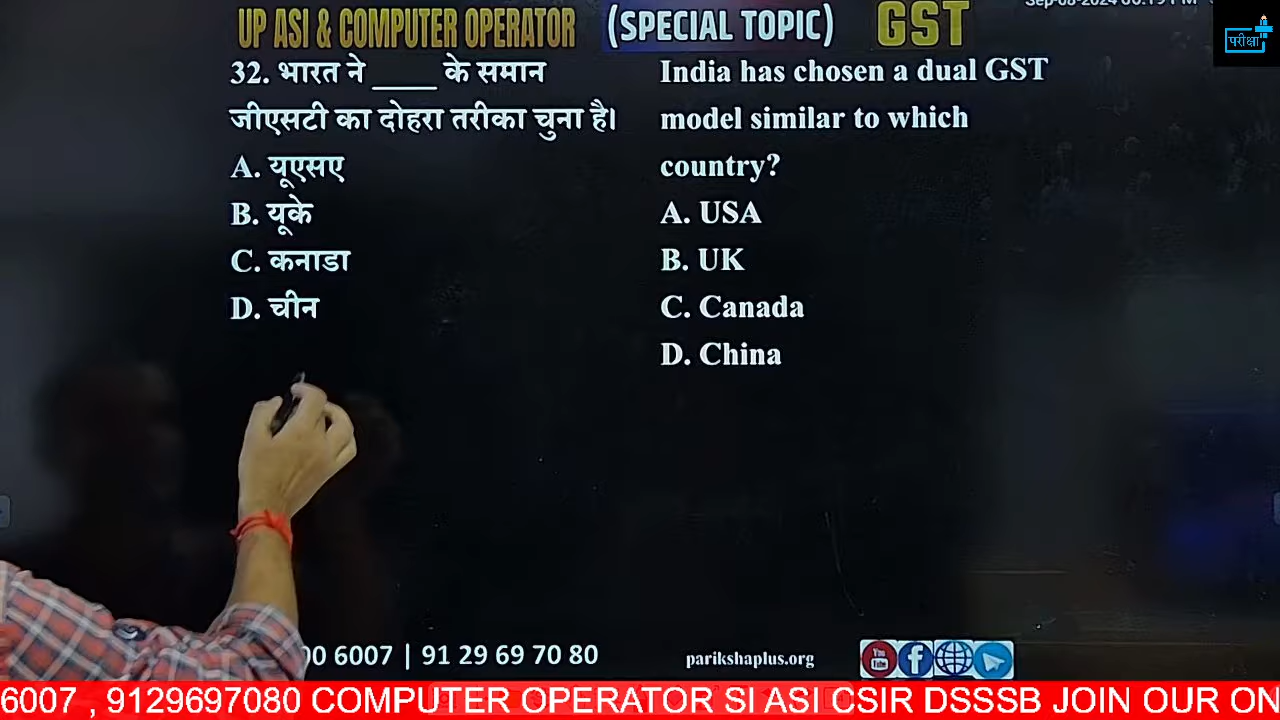 UP ASI & COMPUTER OPERATOR (SPECIAL TOPIC) GST
परीक्षा
32. भारत ने ____ के समान
जीएसटी का दोहरा तरीका चुना है।
A. यूएसए
B. यूके
C. कनाडा
D. चीन
India has chosen a dual GST
model similar to which
country?
A. USA
B. UK
C. Canada
D. China
6007 | 91 29 69 70 80
parikshaplus.org
You Tube
6007 , 9129697080 COMPUTER OPERATOR SI ASI CSIR DSSSB JOIN OUR ON